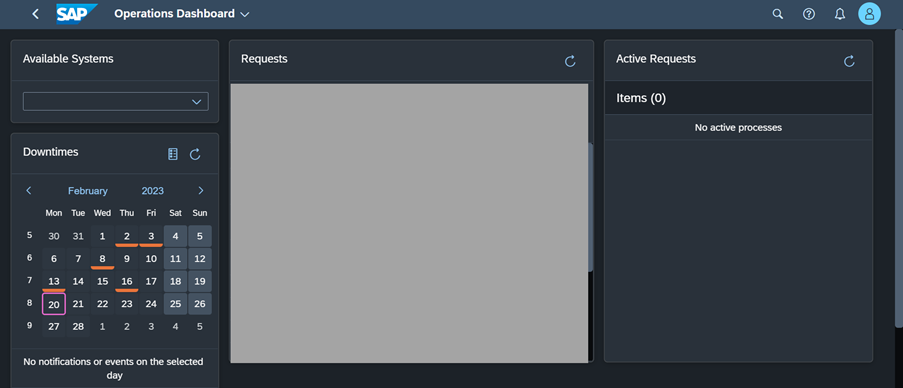 SAP Operations Dashboard
Available Systems
Downtimes
February 2023
Mon Tue Wed Thu Fri Sat Sun
5 30 31 1 2 3 4 5
6 6 7 8 9 10 11 12
7 13 14 15 16 17 18 19
8 20 21 22 23 24 25 26
9 27 28 1 2 3 4 5
No notifications or events on the selected
day
Requests
Active Requests
Items (0)
No active processes